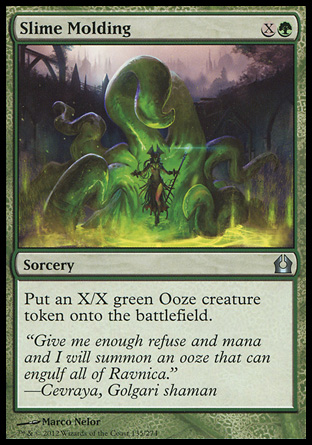 Slime Molding X
Sorcery
Put an X/X green Ooze creature
token onto the battlefield.
“Give me enough refuse and mana
and I will summon an ooze that can
engulf all of Ravnica.”
—Cevraya, Golgari shaman
Marco Nelor
™ & © 2012 Wizards of the Coast 135/274